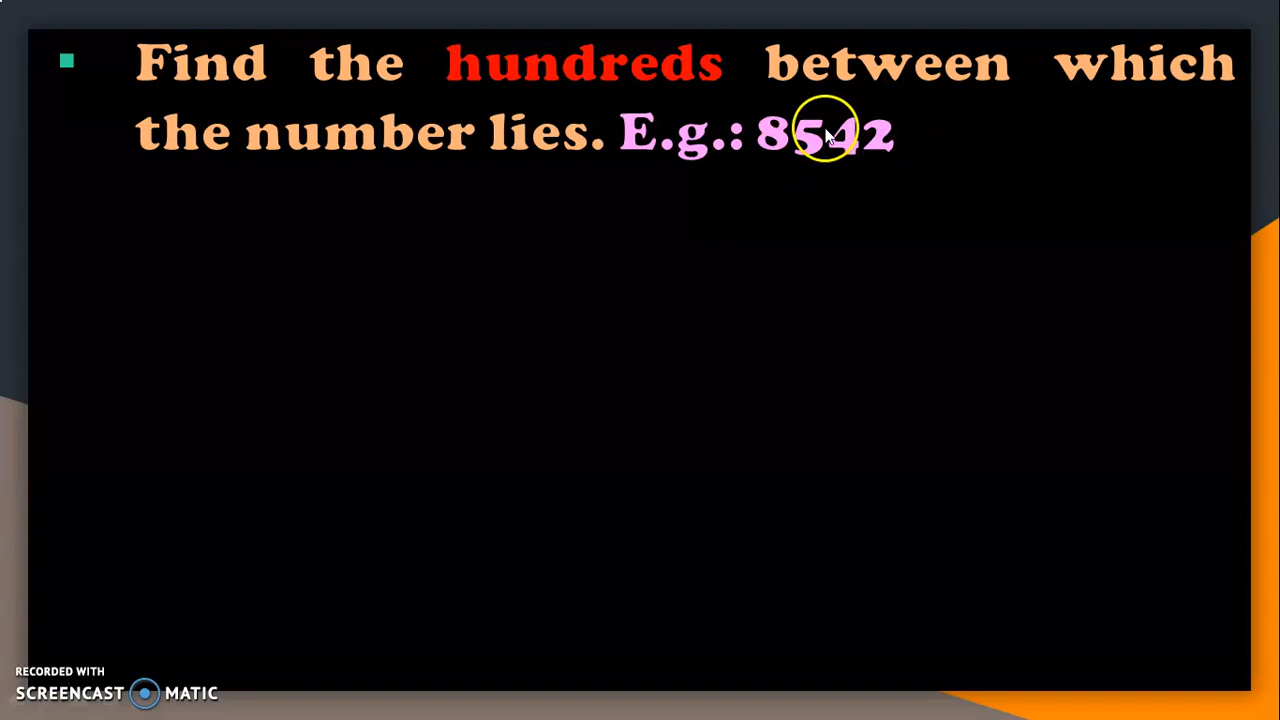 Find the hundreds between which
the number lies. E.g.: 8542
RECORDED WITH
SCREENCAST MATIC